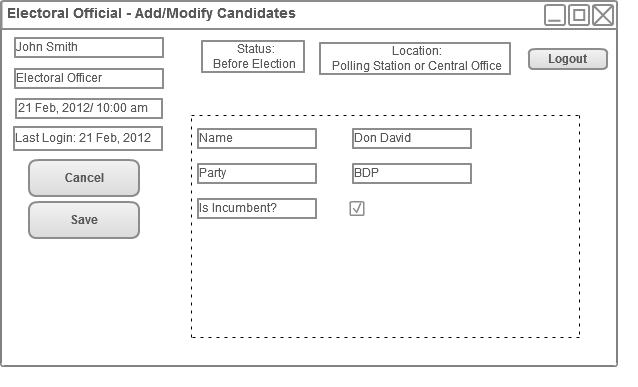 Electoral Official - Add/Modify Candidates
John Smith
Electoral Officer
21 Feb, 2012/ 10:00 am
Last Login: 21 Feb, 2012
Cancel
Save
Status:
Before Election
Location:
Polling Station or Central Office
Logout
Name
Don David
Party
BDP
Is Incumbent?